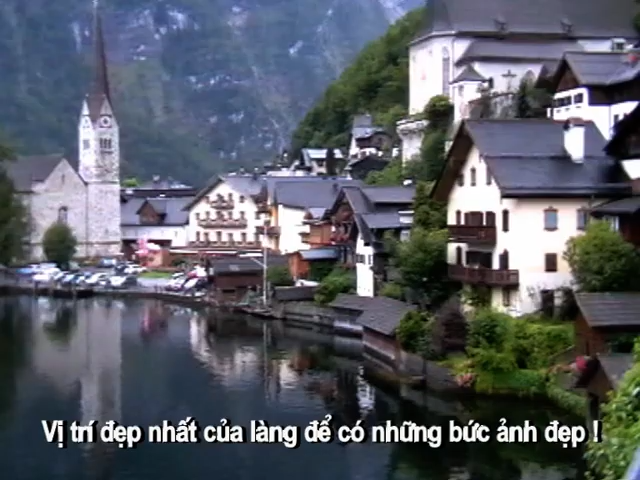 Vị trí đẹp nhất của làng để có những bức ảnh đẹp !